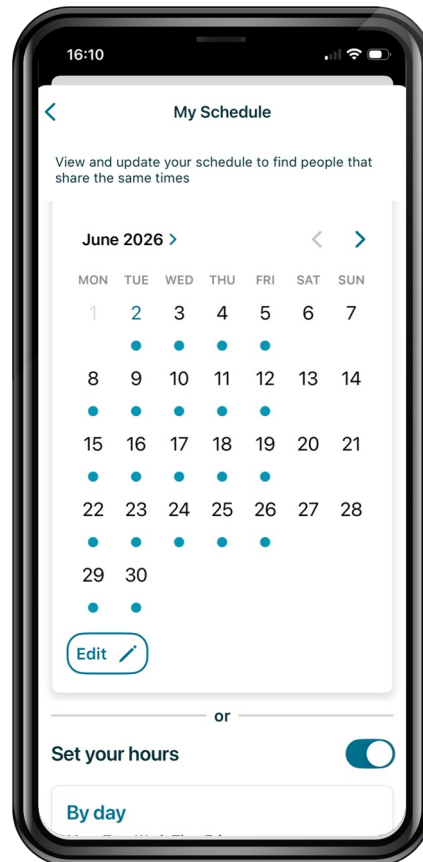 16:10
My Schedule
View and update your schedule to find people that
share the same times
June 2026
MON TUE WED THU FRI SAT SUN
1 2 3 4 5 6 7
8 9 10 11 12 13 14
15 16 17 18 19 20 21
22 23 24 25 26 27 28
29 30
Edit
or
Set your hours
By day